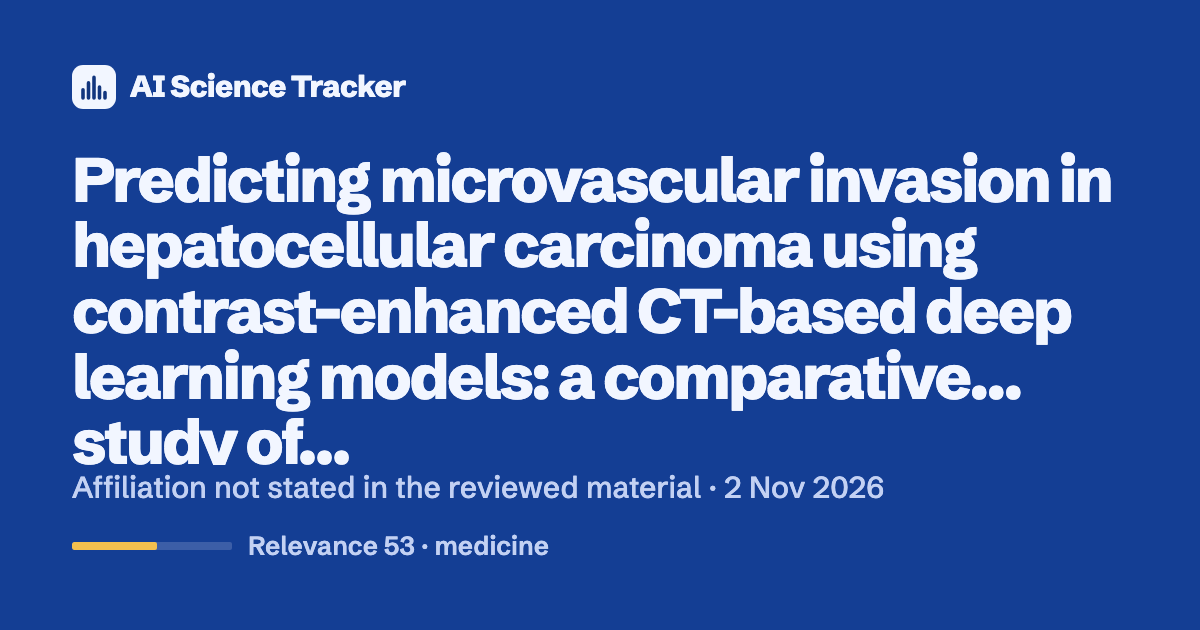 AI Science Tracker
Predicting microvascular invasion in
hepatocellular carcinoma using
contrast-enhanced CT-based deep
learning models: a comparative...
study of...
Affiliation not stated in the reviewed material · 2 Nov 2026
Relevance 53 · medicine